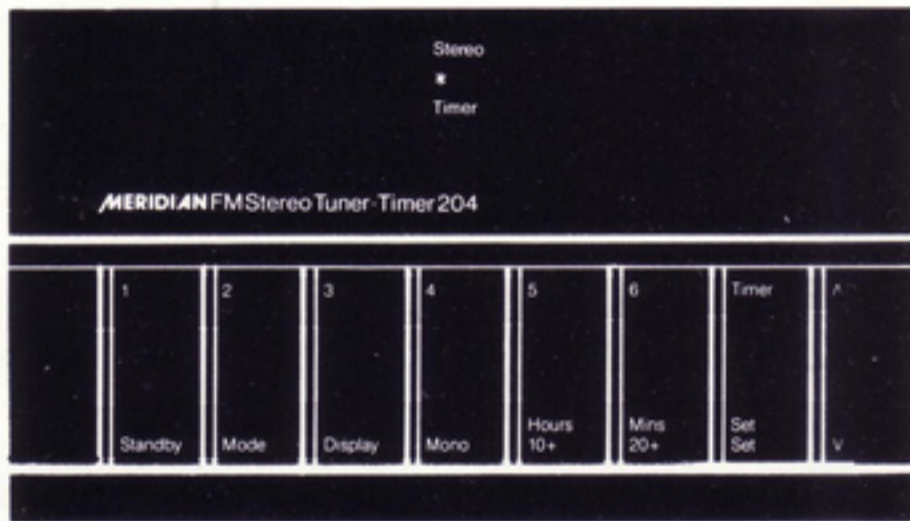 Stereo
*
Timer
MERIDIAN FM Stereo Tuner-Timer 204
1 2 3 4 5 6 Timer ^
Hours Mins Set
Standby Mode Display Mono 10+ 20+ Set v